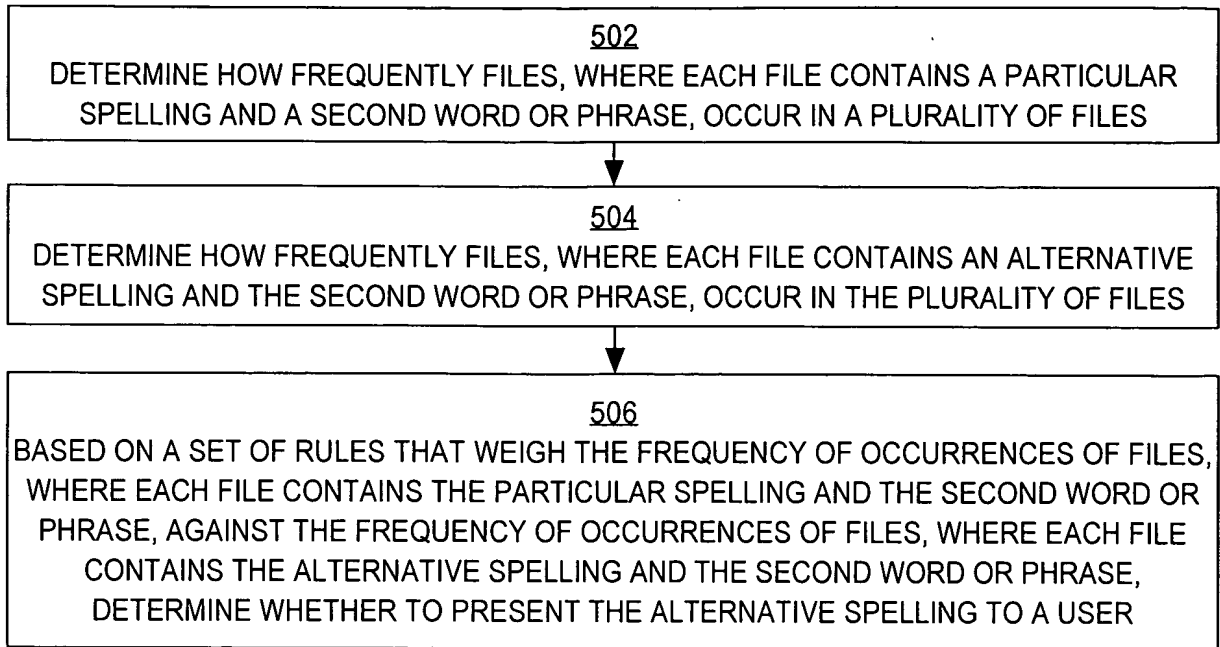 502
DETERMINE HOW FREQUENTLY FILES, WHERE EACH FILE CONTAINS A PARTICULAR
SPELLING AND A SECOND WORD OR PHRASE, OCCUR IN A PLURALITY OF FILES
504
DETERMINE HOW FREQUENTLY FILES, WHERE EACH FILE CONTAINS AN ALTERNATIVE
SPELLING AND THE SECOND WORD OR PHRASE, OCCUR IN THE PLURALITY OF FILES
506
BASED ON A SET OF RULES THAT WEIGH THE FREQUENCY OF OCCURRENCES OF FILES,
WHERE EACH FILE CONTAINS THE PARTICULAR SPELLING AND THE SECOND WORD OR
PHRASE, AGAINST THE FREQUENCY OF OCCURRENCES OF FILES, WHERE EACH FILE
CONTAINS THE ALTERNATIVE SPELLING AND THE SECOND WORD OR PHRASE,
DETERMINE WHETHER TO PRESENT THE ALTERNATIVE SPELLING TO A USER